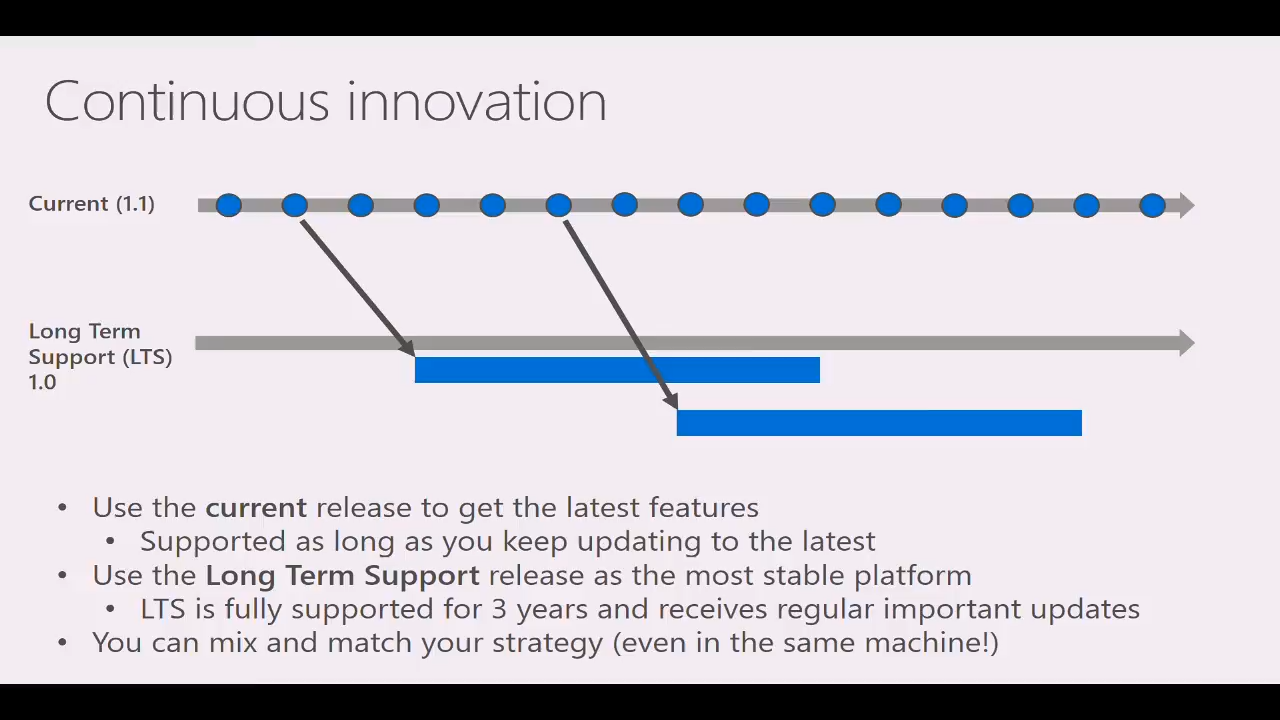 Continuous innovation
Current (1.1)
Long Term
Support (LTS)
1.0
• Use the current release to get the latest features
• Supported as long as you keep updating to the latest
• Use the Long Term Support release as the most stable platform
• LTS is fully supported for 3 years and receives regular important updates
• You can mix and match your strategy (even in the same machine!)